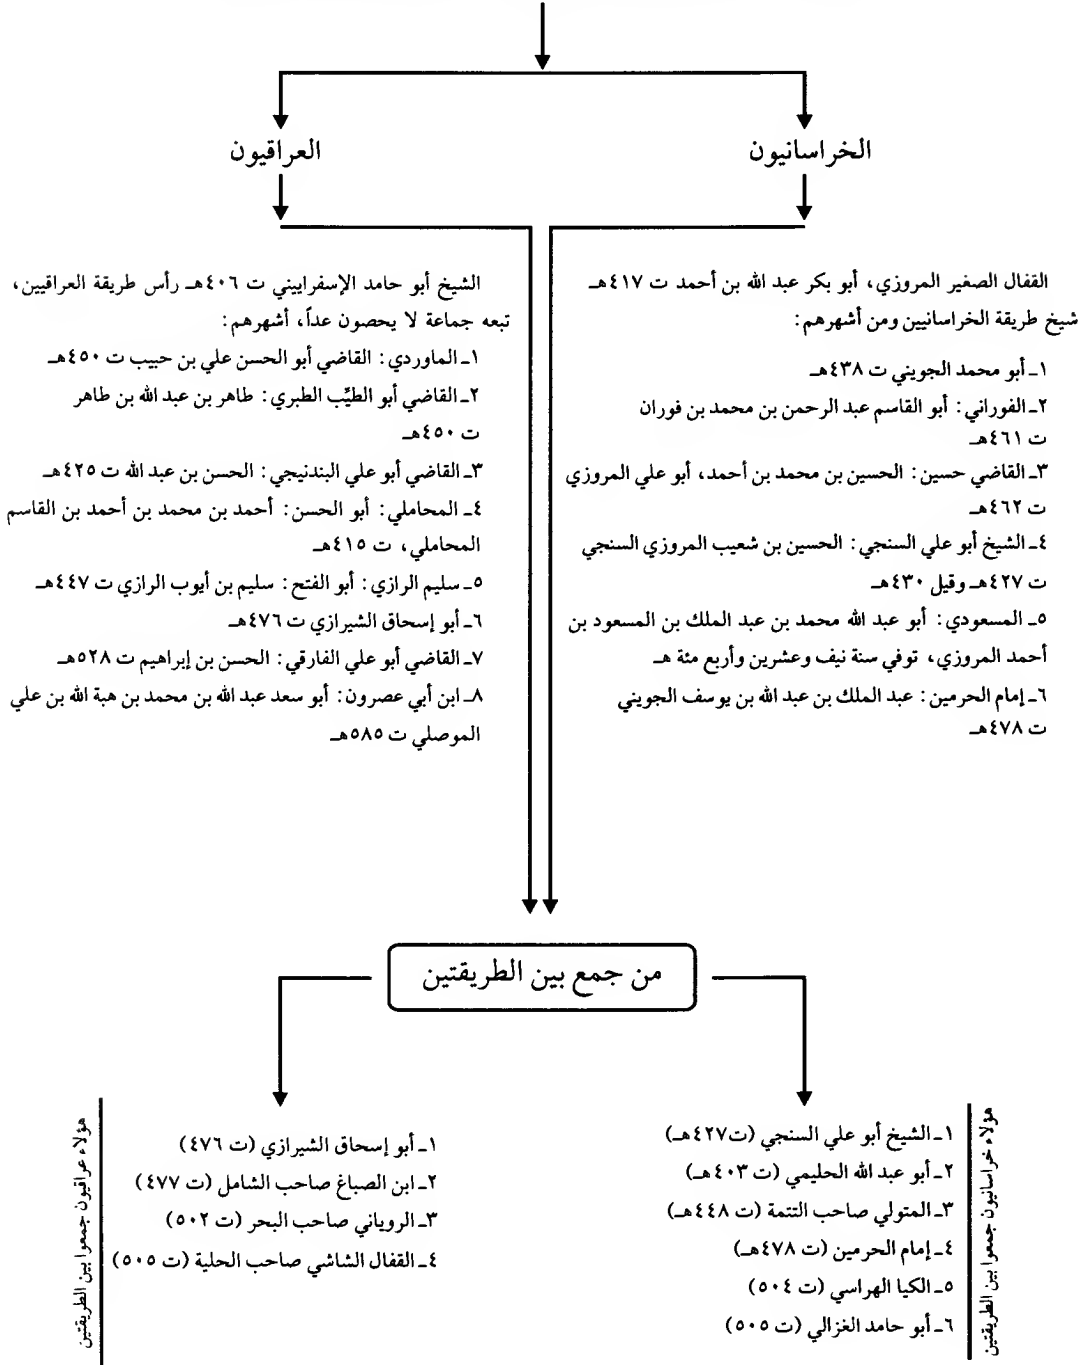 الخراسانيون
العراقيون
القفال الصغير المروزي، أبو بكر عبد الله بن أحمد ت ٤١٧هـ
شيخ طريقة الخراسانيين ومن أشهرهم:
١ـ أبو محمد الجويني ت ٤٣٨هـ
٢ـ الفوراني: أبو القاسم عبد الرحمن بن محمد بن فوران
ت ٤٦١هـ
٣ـ القاضي حسين: الحسين بن محمد بن أحمد، أبو علي المروزي
ت ٤٦٢هـ
٤ـ الشيخ أبو علي السنجي: الحسين بن شعيب المروزي السنجي
ت ٤٢٧هـ وقيل ٤٣٠هـ
٥ـ المسعودي: أبو عبد الله محمد بن عبد الملك بن المسعود بن
أحمد المروزي، توفي سنة نيف وعشرين وأربع مئة هـ
٦ـ إمام الحرمين: عبد الملك بن عبد الله بن يوسف الجويني
ت ٤٧٨هـ
الشيخ أبو حامد الإسفراييني ت ٤٠٦هـ رأس طريقة العراقيين،
تبعه جماعة لا يحصون عداً، أشهرهم:
١ـ الماوردي: القاضي أبو الحسن علي بن حبيب ت ٤٥٠هـ
٢ـ القاضي أبو الطيِّب الطبري: طاهر بن عبد الله بن طاهر
ت ٤٥٠هـ
٣ـ القاضي أبو علي البندنيجي: الحسن بن عبد الله ت ٤٢٥هـ
٤ـ المحاملي: أبو الحسن: أحمد بن محمد بن أحمد بن القاسم
المحاملي، ت ٤١٥هـ
٥ـ سليم الرازي: أبو الفتح: سليم بن أيوب الرازي ت ٤٤٧هـ
٦ـ أبو إسحاق الشيرازي ت ٤٧٦هـ
٧ـ القاضي أبو علي الفارقي: الحسن بن إبراهيم ت ٥٢٨هـ
٨ـ ابن أبي عصرون: أبو سعد عبد الله بن محمد بن هبة الله بن علي
الموصلي ت ٥٨٥هـ
من جمع بين الطريقتين
هؤلاء خراسانيون جمعوا بين الطريقتين
١ـ الشيخ أبو علي السنجي (ت٤٢٧هـ)
٢ـ أبو عبد الله الحليمي (ت ٤٠٣هـ)
٣ـ المتولي صاحب التتمة (ت ٤٤٨هـ)
٤ـ إمام الحرمين (ت ٤٧٨هـ)
٥ـ الكيا الهراسي (ت ٥٠٤)
٦ـ أبو حامد الغزالي (ت ٥٠٥)
١ـ أبو إسحاق الشيرازي (ت ٤٧٦)
٢ـ ابن الصباغ صاحب الشامل (ت ٤٧٧)
٣ـ الروياني صاحب البحر (ت ٥٠٢)
٤ـ القفال الشاشي صاحب الحلية (ت ٥٠٥)
هؤلاء عراقيون جمعوا بين الطريقتين